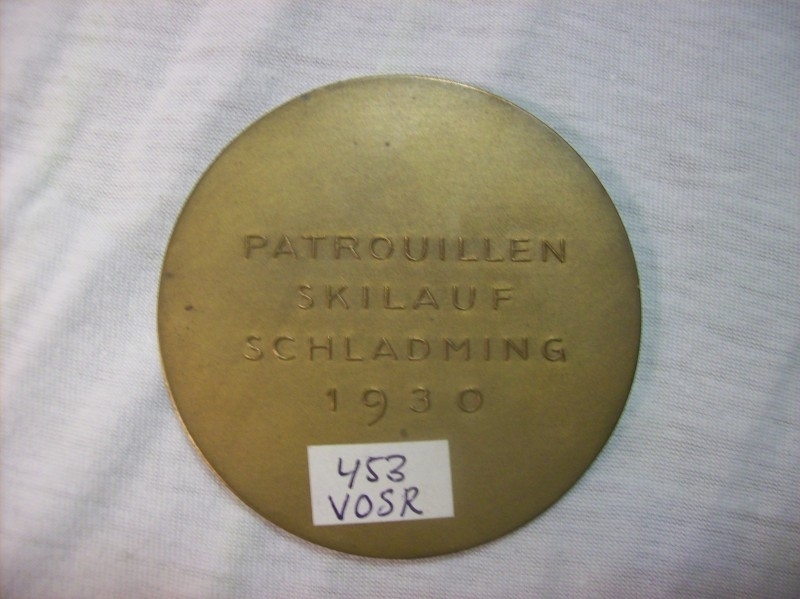 PATROUILLEN
SKILAUF
SCHLADMING
1930
453
VOSR